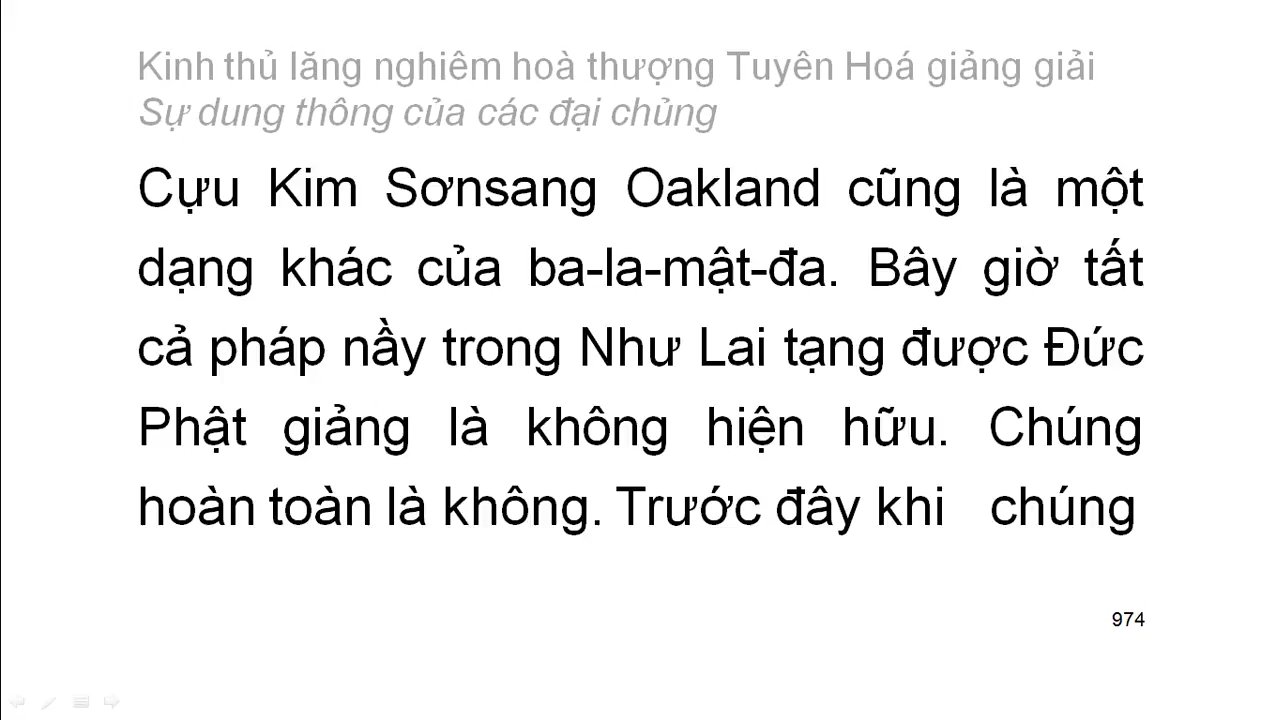 Kinh thủ lăng nghiêm hoà thượng Tuyên Hoá giảng giải
Sự dung thông của các đại chủng
Cựu Kim Sơnsang Oakland cũng là một
dạng khác của ba-la-mật-đa. Bây giờ tất
cả pháp nầy trong Như Lai tạng được Đức
Phật giảng là không hiện hữu. Chúng
hoàn toàn là không. Trước đây khi chúng
974